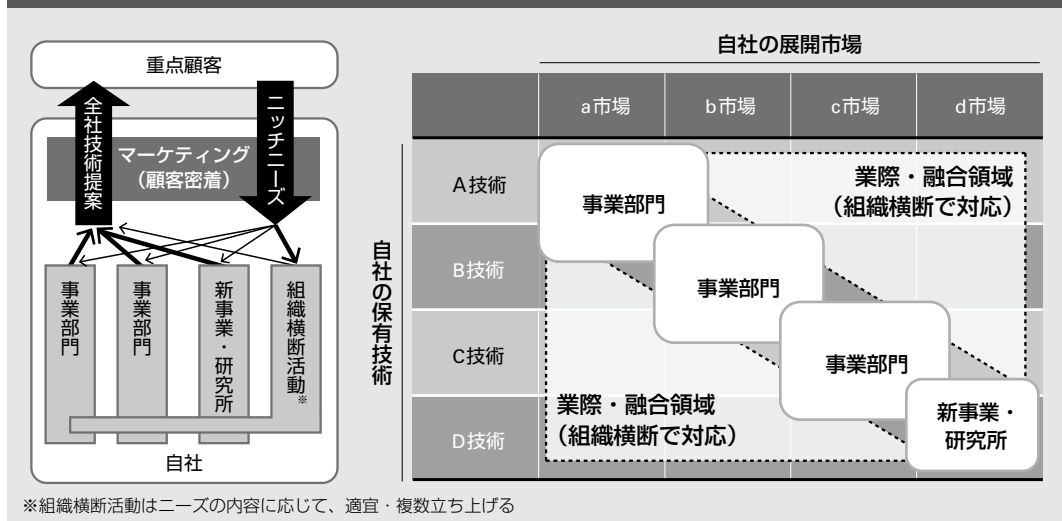 重点顧客
全社技術提案
ニッチニーズ
マーケティング
（顧客密着）
事業部門
事業部門
新事業・研究所
組織横断活動※
自社
自社の展開市場
a市場
b市場
c市場
d市場
自社の保有技術
A技術
B技術
C技術
D技術
事業部門
事業部門
事業部門
新事業・
研究所
業際・融合領域
（組織横断で対応）
業際・融合領域
（組織横断で対応）
※組織横断活動はニーズの内容に応じて、適宜・複数立ち上げる